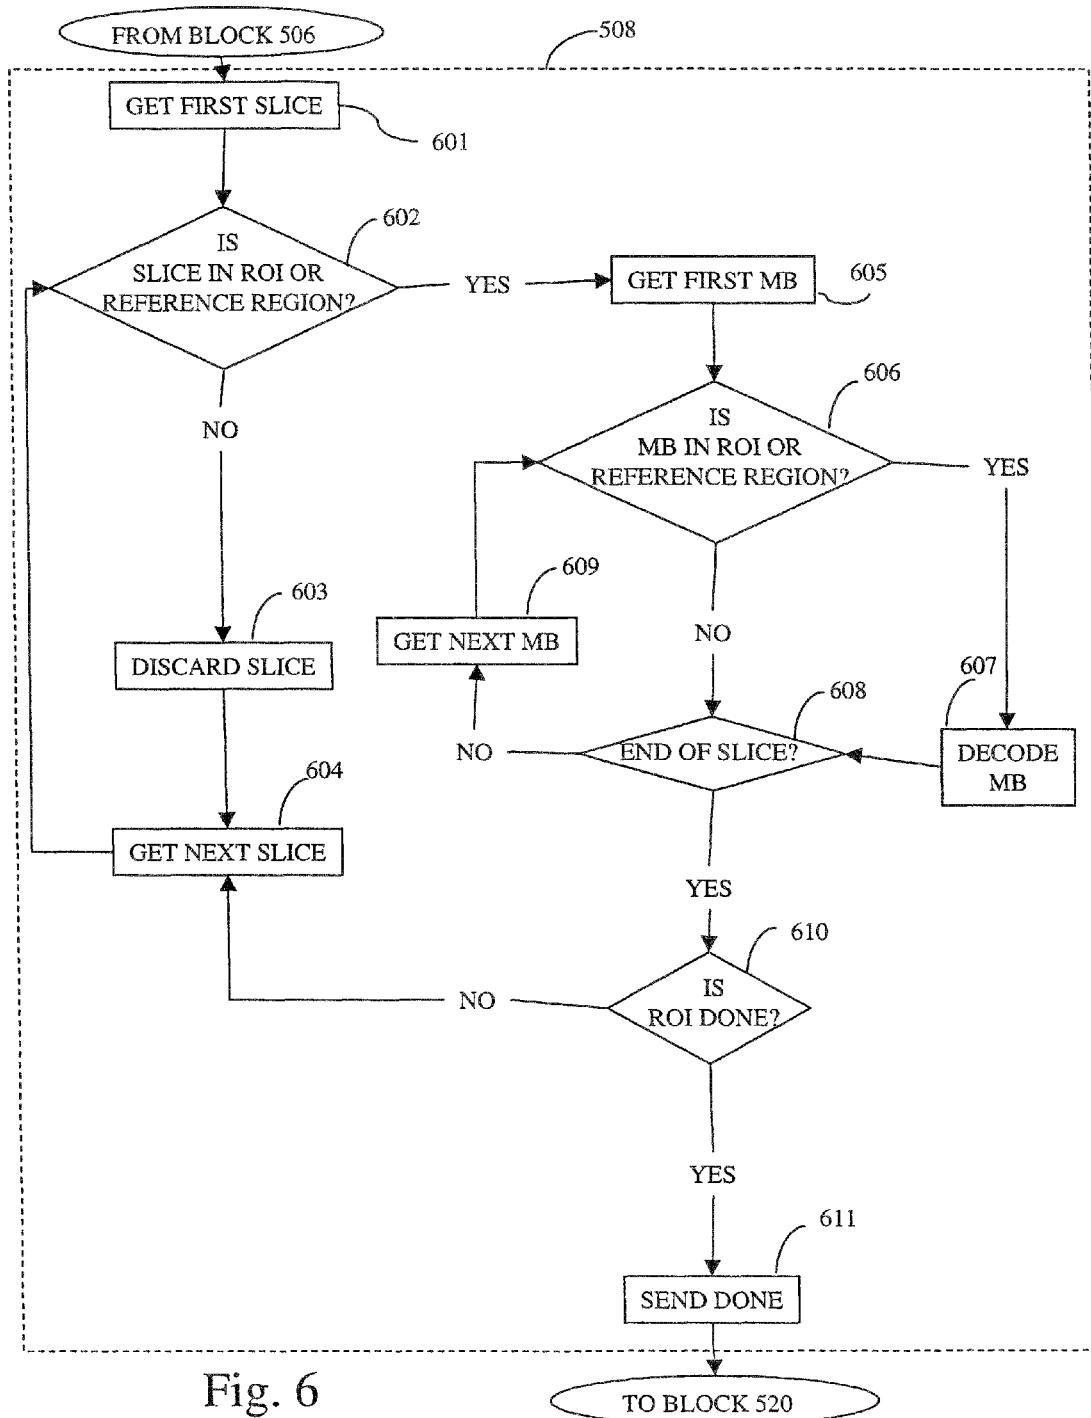 FROM BLOCK 506
508
GET FIRST SLICE
601
602
IS
SLICE IN ROI OR
REFERENCE REGION?
YES
GET FIRST MB
605
606
IS
MB IN ROI OR
REFERENCE REGION?
YES
NO
609
GET NEXT MB
NO
603
DISCARD SLICE
607
608
END OF SLICE?
NO
DECODE
MB
604
GET NEXT SLICE
YES
610
IS
ROI DONE?
NO
YES
611
SEND DONE
Fig. 6
TO BLOCK 520